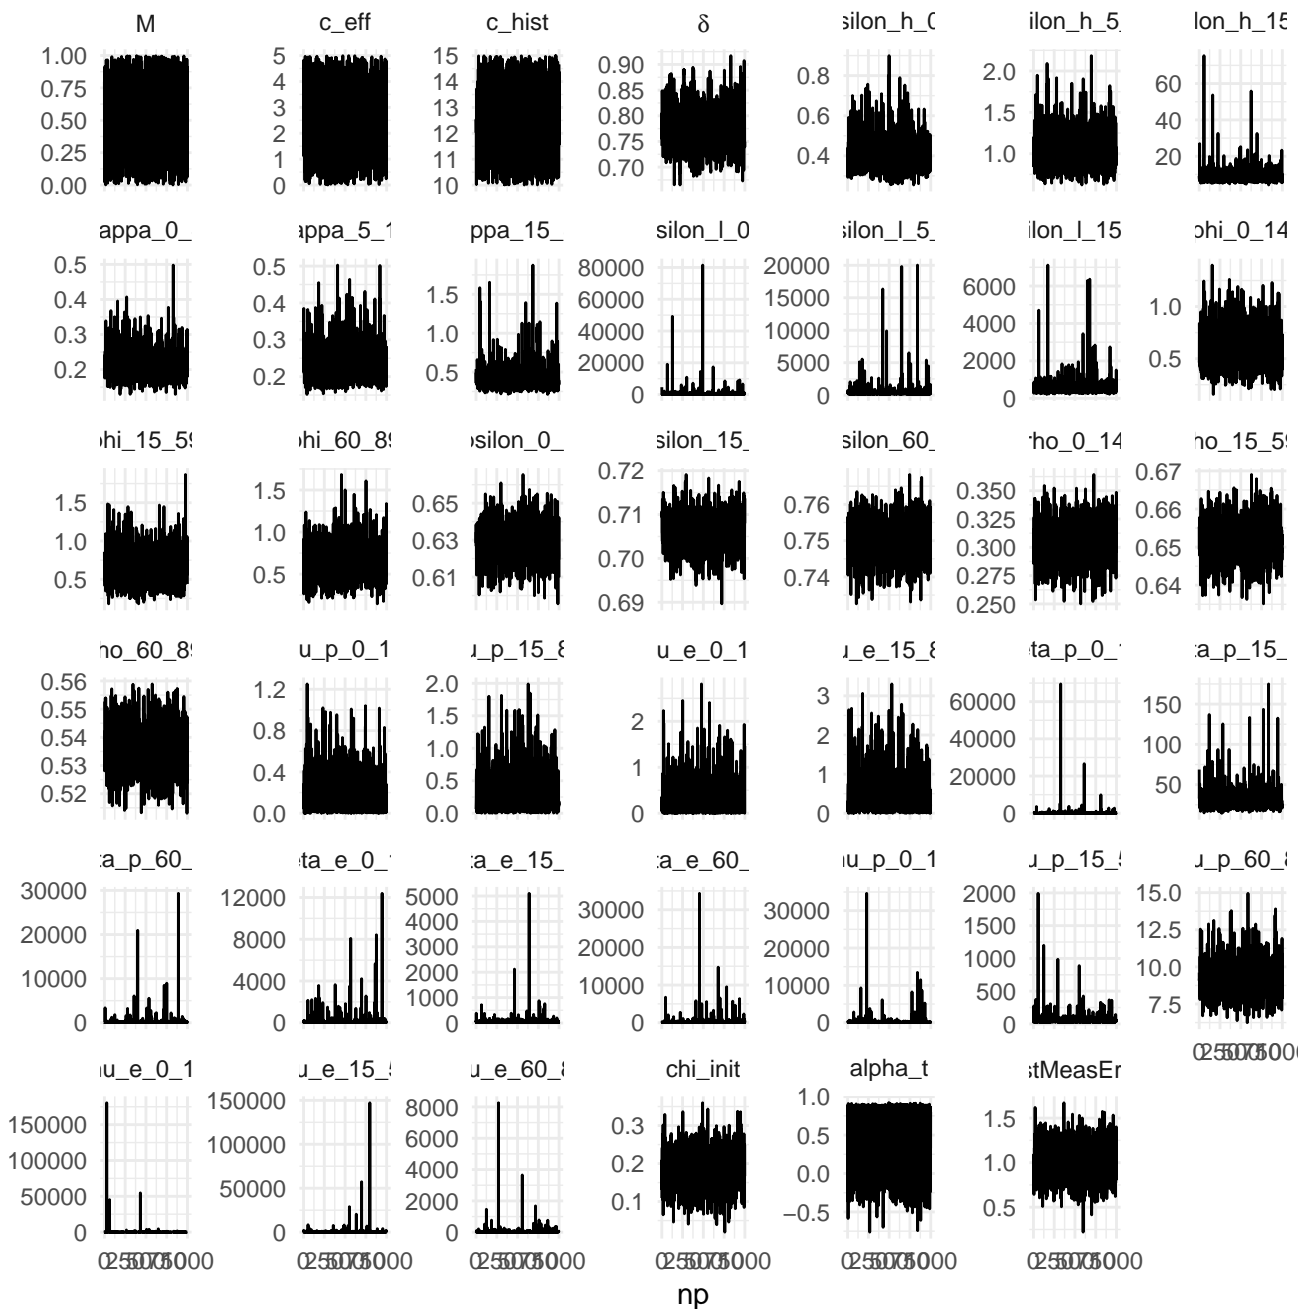 M c_eff c_hist δ silon_h_0 ilon_h_5_ lon_h_15
1.00 0.75 0.50 0.25 0.00
5 4 3 2 1 0
15 14 13 12 11 10
0.90 0.85 0.80 0.75 0.70
0.8 0.6 0.4
2.0 1.5 1.0
60 40 20
appa_0_ appa_5_1 ppa_15_ silon_l_0 silon_l_5_ ilon_l_15 phi_0_14
0.5 0.4 0.3 0.2
0.5 0.4 0.3 0.2
1.5 1.0 0.5
80000 60000 40000 20000 0
20000 15000 10000 5000 0
6000 4000 2000 0
1.0 0.5
phi_15_59 phi_60_89 psilon_0_ silon_15_ silon_60_ rho_0_14 ho_15_59
1.5 1.0 0.5
1.5 1.0 0.5
0.65 0.63 0.61
0.72 0.71 0.70 0.69
0.76 0.75 0.74
0.350 0.325 0.300 0.275 0.250
0.67 0.66 0.65 0.64
ho_60_89 u_p_0_1 u_p_15_8 u_e_0_1 u_e_15_8 eta_p_0_1 ta_p_15_
0.56 0.55 0.54 0.53 0.52
1.2 0.8 0.4 0.0
2.0 1.5 1.0 0.5 0.0
2 1 0
3 2 1 0
60000 40000 20000 0
150 100 50
ta_p_60_ eta_e_0_1 ta_e_15_ ta_e_60_ nu_p_0_1 u_p_15_5 u_p_60_8
30000 20000 10000 0
12000 8000 4000 0
5000 4000 3000 2000 1000 0
30000 20000 10000 0
30000 20000 10000 0
2000 1500 1000 500 0
15.0 12.5 10.0 7.5
nu_e_0_1 u_e_15_5 u_e_60_8 chi_init alpha_t stMeasEr
150000 100000 50000 0
150000 100000 50000 0
8000 6000 4000 2000 0
0.3 0.2 0.1
1.0 0.5 0.0 −0.5
1.5 1.0 0.5
np